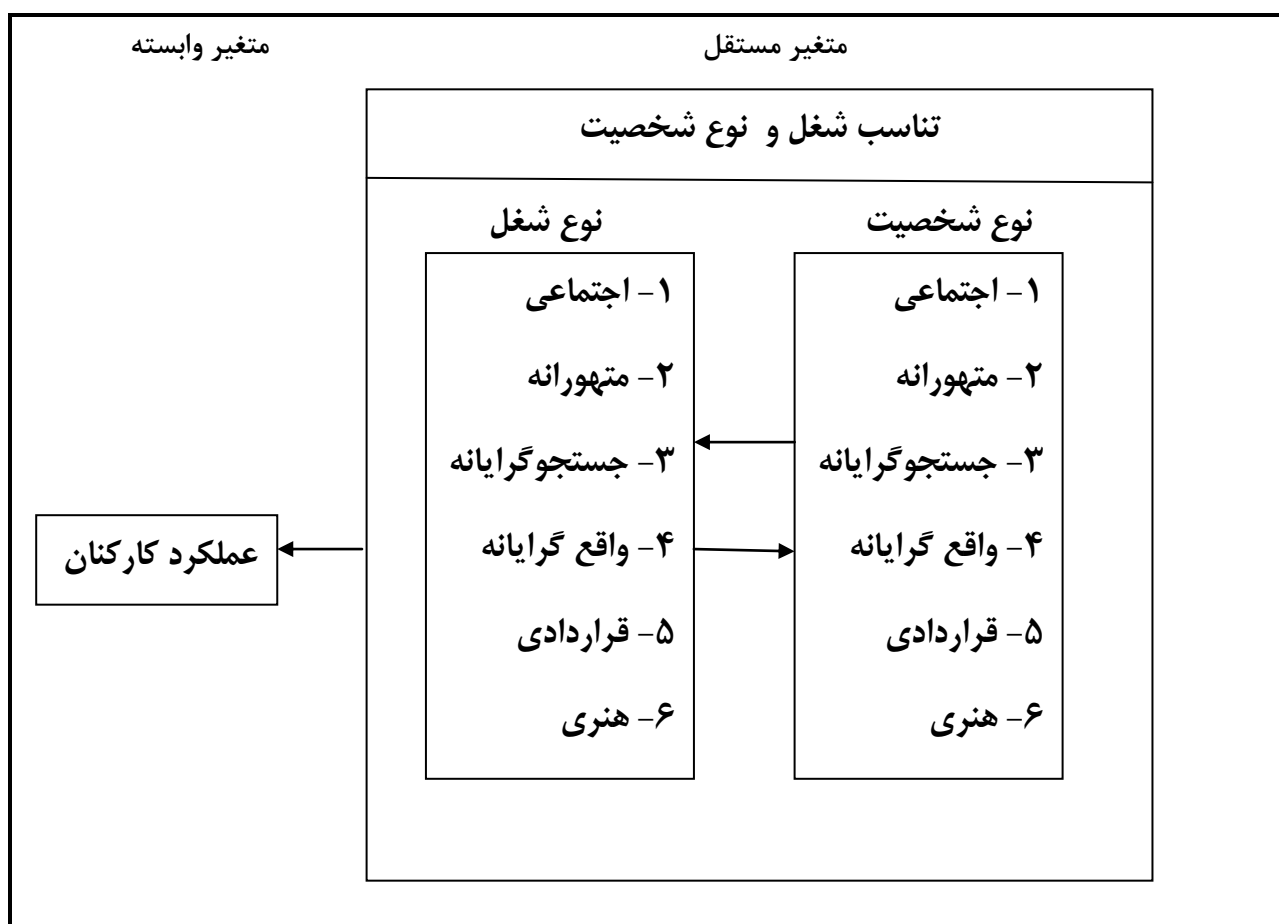 متغیر مستقل
متغیر وابسته
تناسب شغل و نوع شخصیت
نوع شخصیت
۱- اجتماعی
۲- متهورانه
۳- جستجوگرایانه
۴- واقع گرایانه
۵- قراردادی
۶- هنری
نوع شغل
۱- اجتماعی
۲- متهورانه
۳- جستجوگرایانه
۴- واقع گرایانه
۵- قراردادی
۶- هنری
عملکرد کارکنان